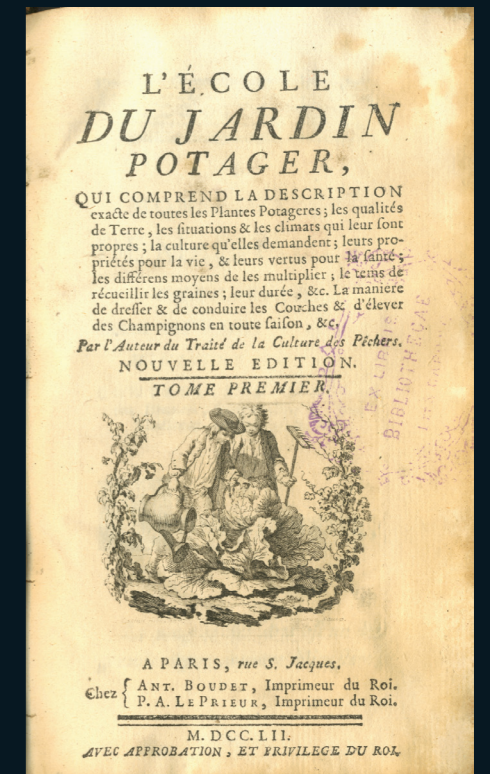 L'ÉCOLE
DU JARDIN
POTAGER,
QUI COMPREND LA DESCRIPTION
exacte de toutes les Plantes Potageres ; les qualités
de Terre, les ſituations & les climats qui leur ſont
propres ; la culture qu'elles demandent ; leurs pro-
priétés pour la vie, & leurs vertus pour la ſanté ;
les différens moyens de les multiplier ; le tems de
récueillir les graines ; leur durée, &c. La maniere
de dreſſer & de conduire les Couches & d'élever
des Champignons en toute ſaiſon, &c.
Par l'Auteur du Traité de la Culture des Pêchers.
NOUVELLE EDITION.
TOME PREMIER.
EX LIBRIS
BIBLIOTHECAE
A PARIS, rue S. Jacques.
Chez { ANT. BOUDET, Imprimeur du Roi.
P. A. LE PRIEUR, Imprimeur du Roi.
M. DCC. LII.
AVEC APPROBATION, ET PRIVILEGE DU ROI.